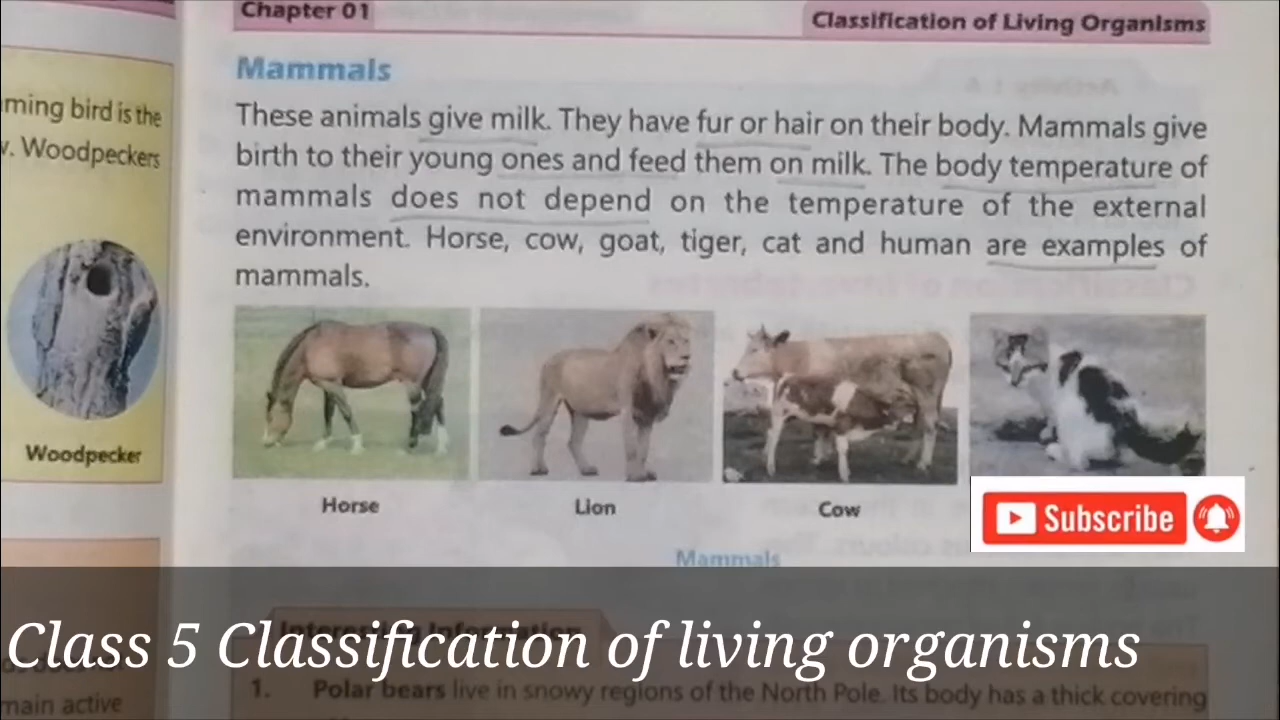 Chapter 01
Classification of Living Organisms
ming bird is the
Woodpeckers
Woodpecker
main active
Mammals
These animals give milk. They have fur or hair on their body. Mammals give
birth to their young ones and feed them on milk. The body temperature of
mammals does not depend on the temperature of the external
environment. Horse, cow, goat, tiger, cat and human are examples of
mammals.
Horse
Lion
Cow
Subscribe
Mammals
Interesting Information
Class 5 Classification of living organisms
1. Polar bears live in snowy regions of the North Pole. Its body has a thick covering